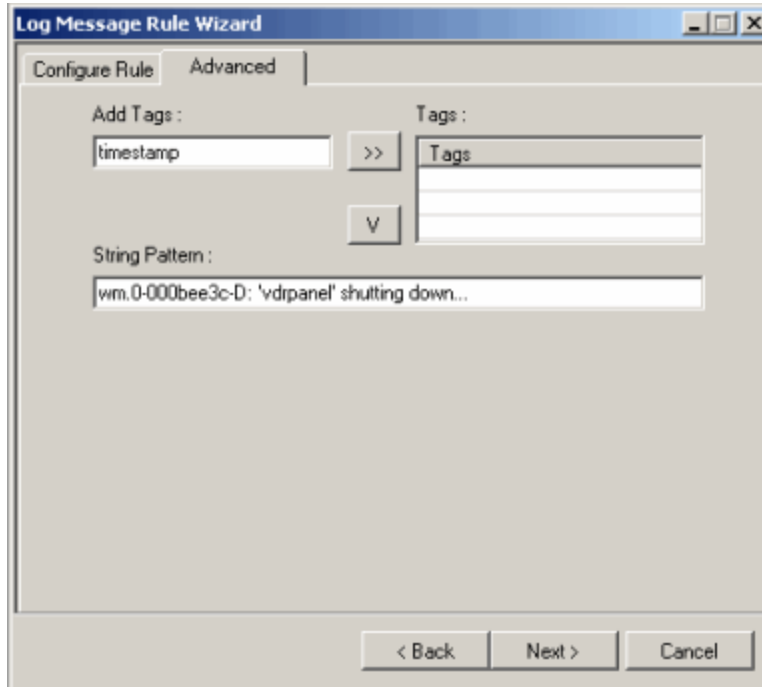 Log Message Rule Wizard
Configure Rule
Advanced
Add Tags :
Tags :
timestamp
>>
Tags
V
String Pattern :
wm.0-000bee3c-D: 'vdrpanel' shutting down...
< Back
Next >
Cancel